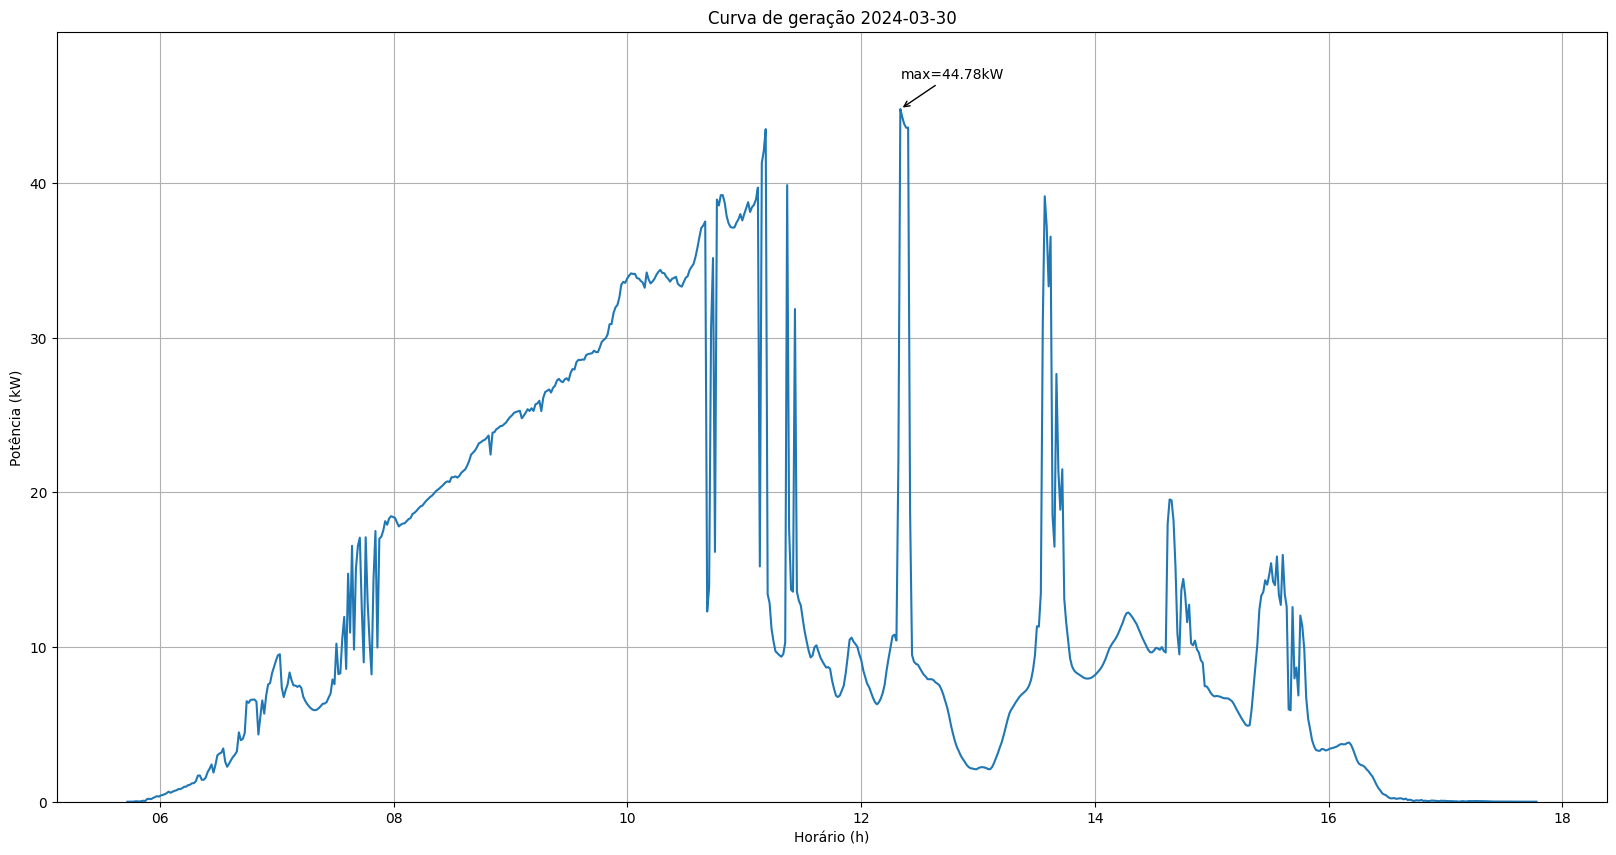 Curva de geração 2024-03-30
max=44.78kW
40
30
20
10
0
Potência (kW)
06 08 10 12 14 16 18
Horário (h)